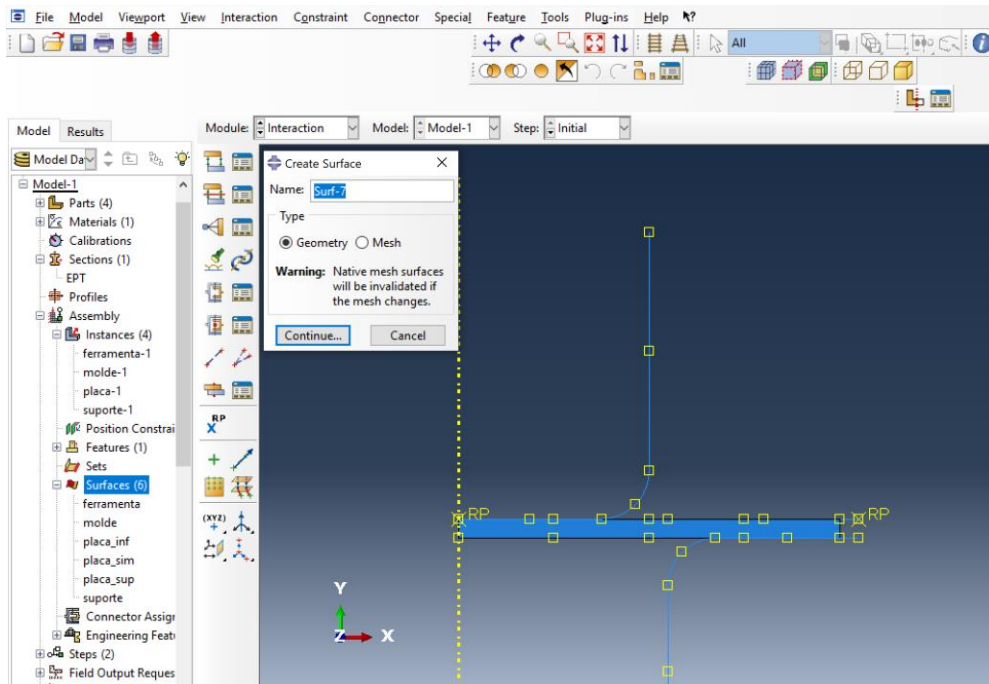 File Model Viewport View Interaction Constraint Connector Special Feature Tools Plug-ins Help
All
Model Results
Module: Interaction Model: Model-1 Step: Initial
Model Da
Create Surface
Name: Surf-7
Type
Geometry Mesh
Warning: Native mesh surfaces
will be invalidated if
the mesh changes.
Continue... Cancel
Model-1
Parts (4)
Materials (1)
Calibrations
Sections (1)
EPT
Profiles
Assembly
Instances (4)
ferramenta-1
molde-1
placa-1
suporte-1
Position Constrai
Features (1)
Sets
Surfaces (6)
ferramenta
molde
placa_inf
placa_sim
placa_sup
suporte
Connector Assigr
Engineering Feat
Steps (2)
Field Output Reques
RP
X
(XYZ)
RP
RP
Y
Z
X